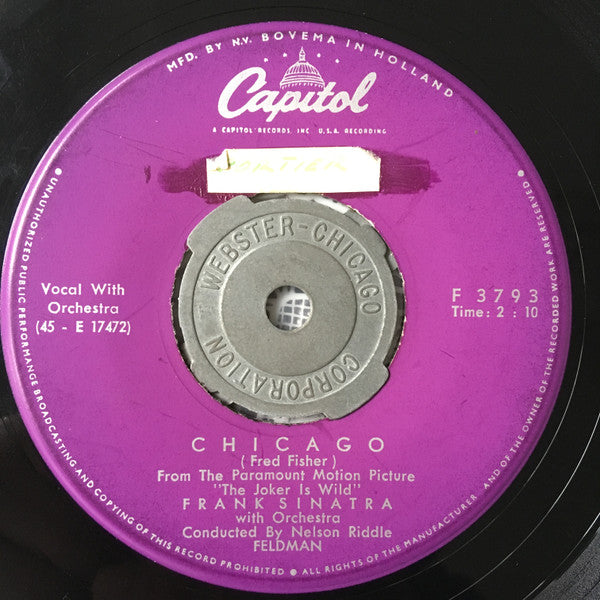 MFD. BY N.V. BOVEMA IN HOLLAND
Capitol
A CAPITOL RECORDS, INC. U.S.A. RECORDING
WEBSTER-CHICAGO
CORPORATION
Vocal With
Orchestra
(45 - E 17472)
F 3793
Time: 2 : 10
CHICAGO
(Fred Fisher)
From The Paramount Motion Picture
"The Joker Is Wild"
FRANK SINATRA
with Orchestra
Conducted By Nelson Riddle
FELDMAN
• UNAUTHORIZED PUBLIC PERFORMANGE BROADCASTING AND COPYING OF THIS RECORD PROHIBITED • ALL RIGHTS OF THE MANUFACTURER AND OF THE OWNER OF THE RECORDED WORK ARE RESERVED •